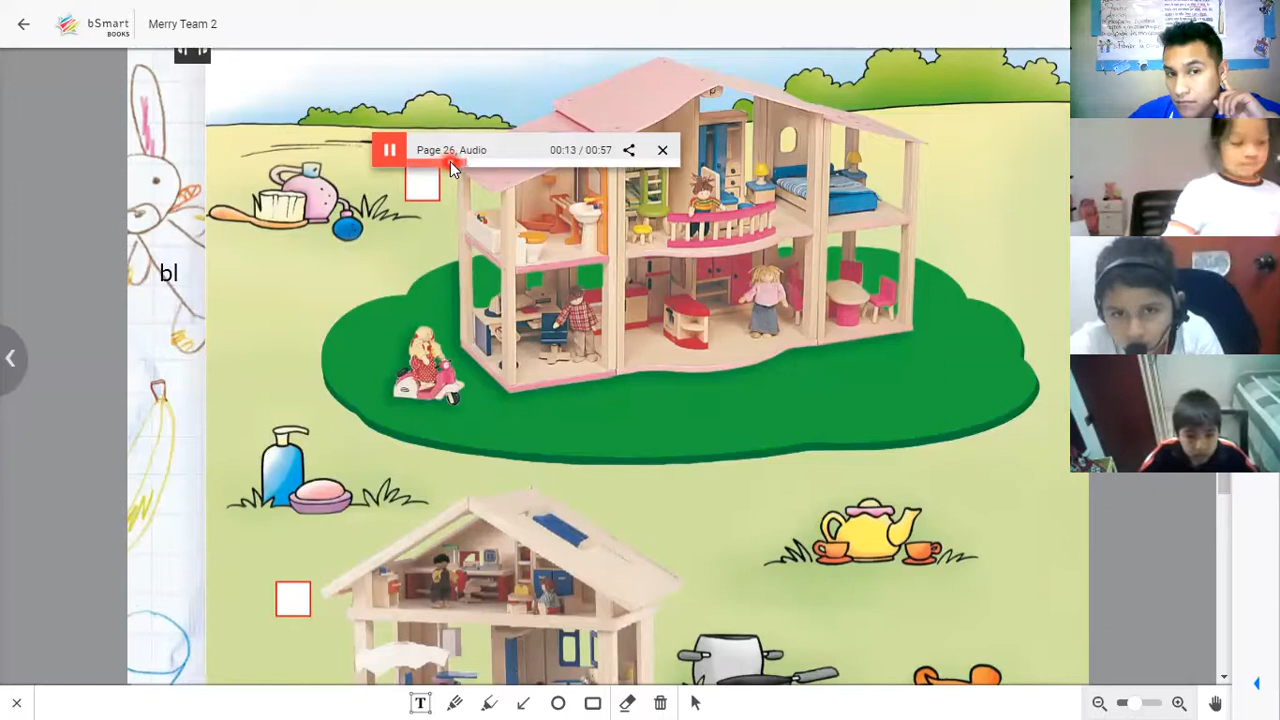 bSmart
BOOKS
Merry Team 2
Page 26, Audio
00:13 / 00:57
bl
T